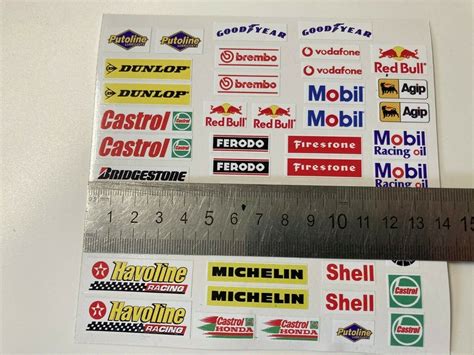 Putoline Putoline GOODYEAR GOODYEAR
DUNLOP brembo vodafone Red Bull
DUNLOP brembo vodafone Agip
Castrol Castrol Red Bull Red Bull Mobil Agip
Mobil
Castrol Castrol FERODO Firestone Mobil
Racing oil
BRIDGESTONE FERODO Firestone Mobil
Racing oil
1 2 3 4 5 6 7 8 9 10 11 12 13 14 15
Havoline
RACING
MICHELIN Shell Castrol
Havoline
RACING
MICHELIN Shell Castrol
Castrol
HONDA
Castrol
HONDA
Putoline